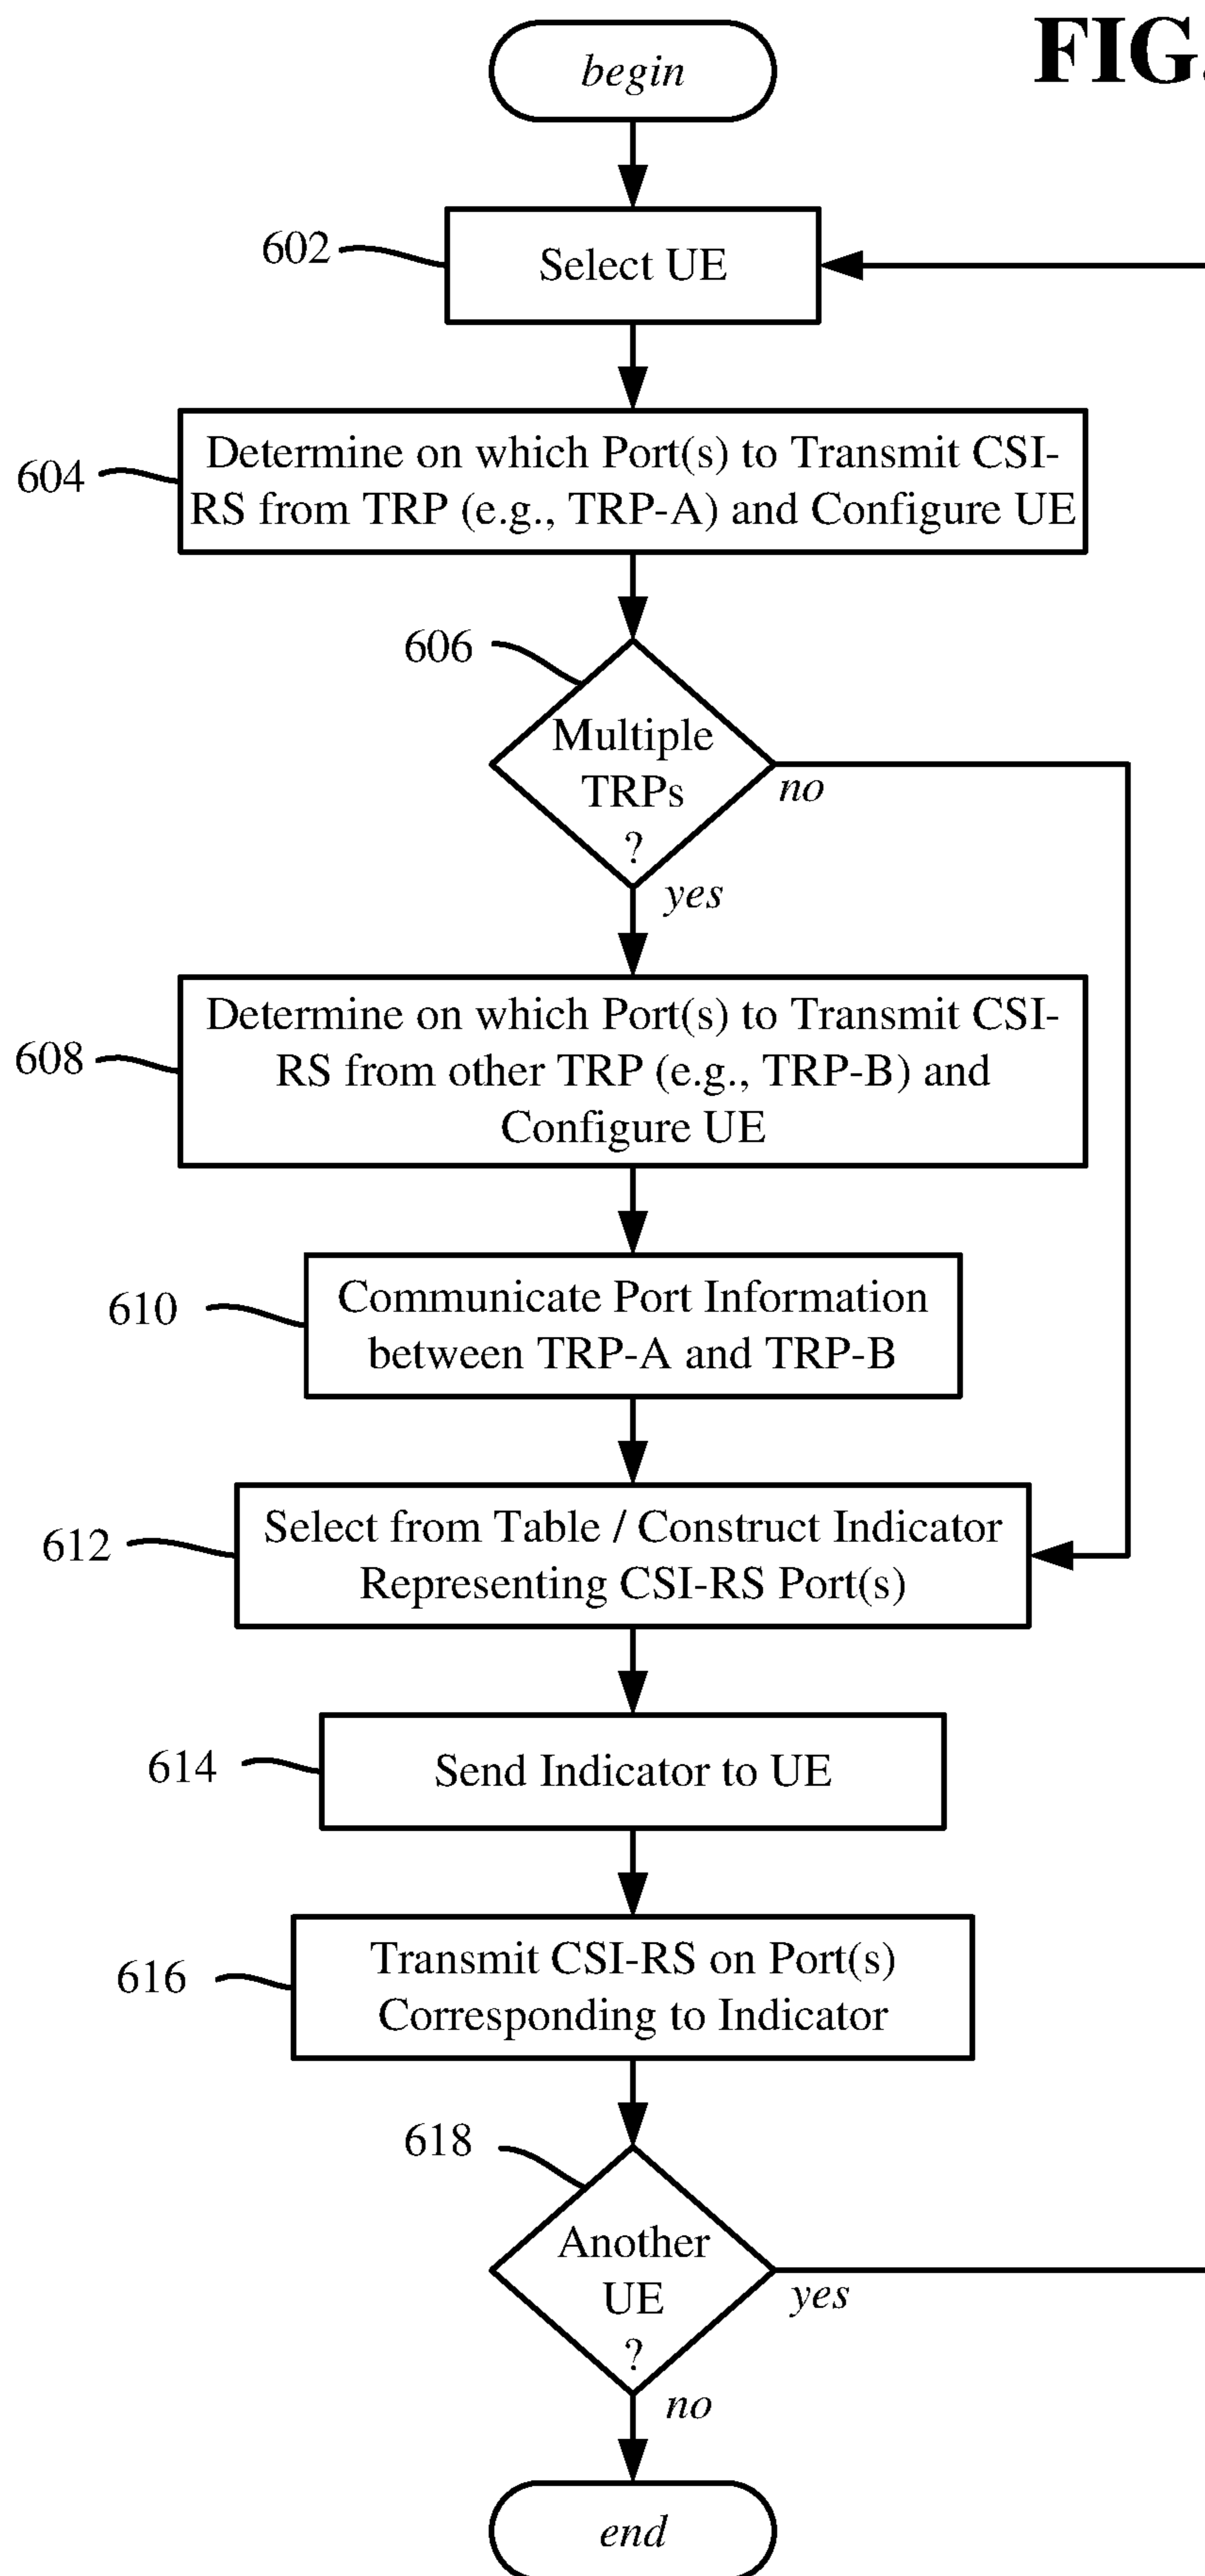 FIG.
begin
602
Select UE
604
Determine on which Port(s) to Transmit CSI-
RS from TRP (e.g., TRP-A) and Configure UE
606
Multiple
TRPs
?
no
yes
608
Determine on which Port(s) to Transmit CSI-
RS from other TRP (e.g., TRP-B) and
Configure UE
610
Communicate Port Information
between TRP-A and TRP-B
612
Select from Table / Construct Indicator
Representing CSI-RS Port(s)
614
Send Indicator to UE
616
Transmit CSI-RS on Port(s)
Corresponding to Indicator
618
Another
UE
?
yes
no
end